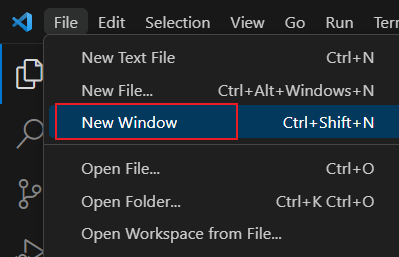 File Edit Selection View Go Run Ter
New Text File Ctrl+N
New File... Ctrl+Alt+Windows+N
New Window Ctrl+Shift+N
Open File... Ctrl+O
Open Folder... Ctrl+K Ctrl+O
Open Workspace from File...